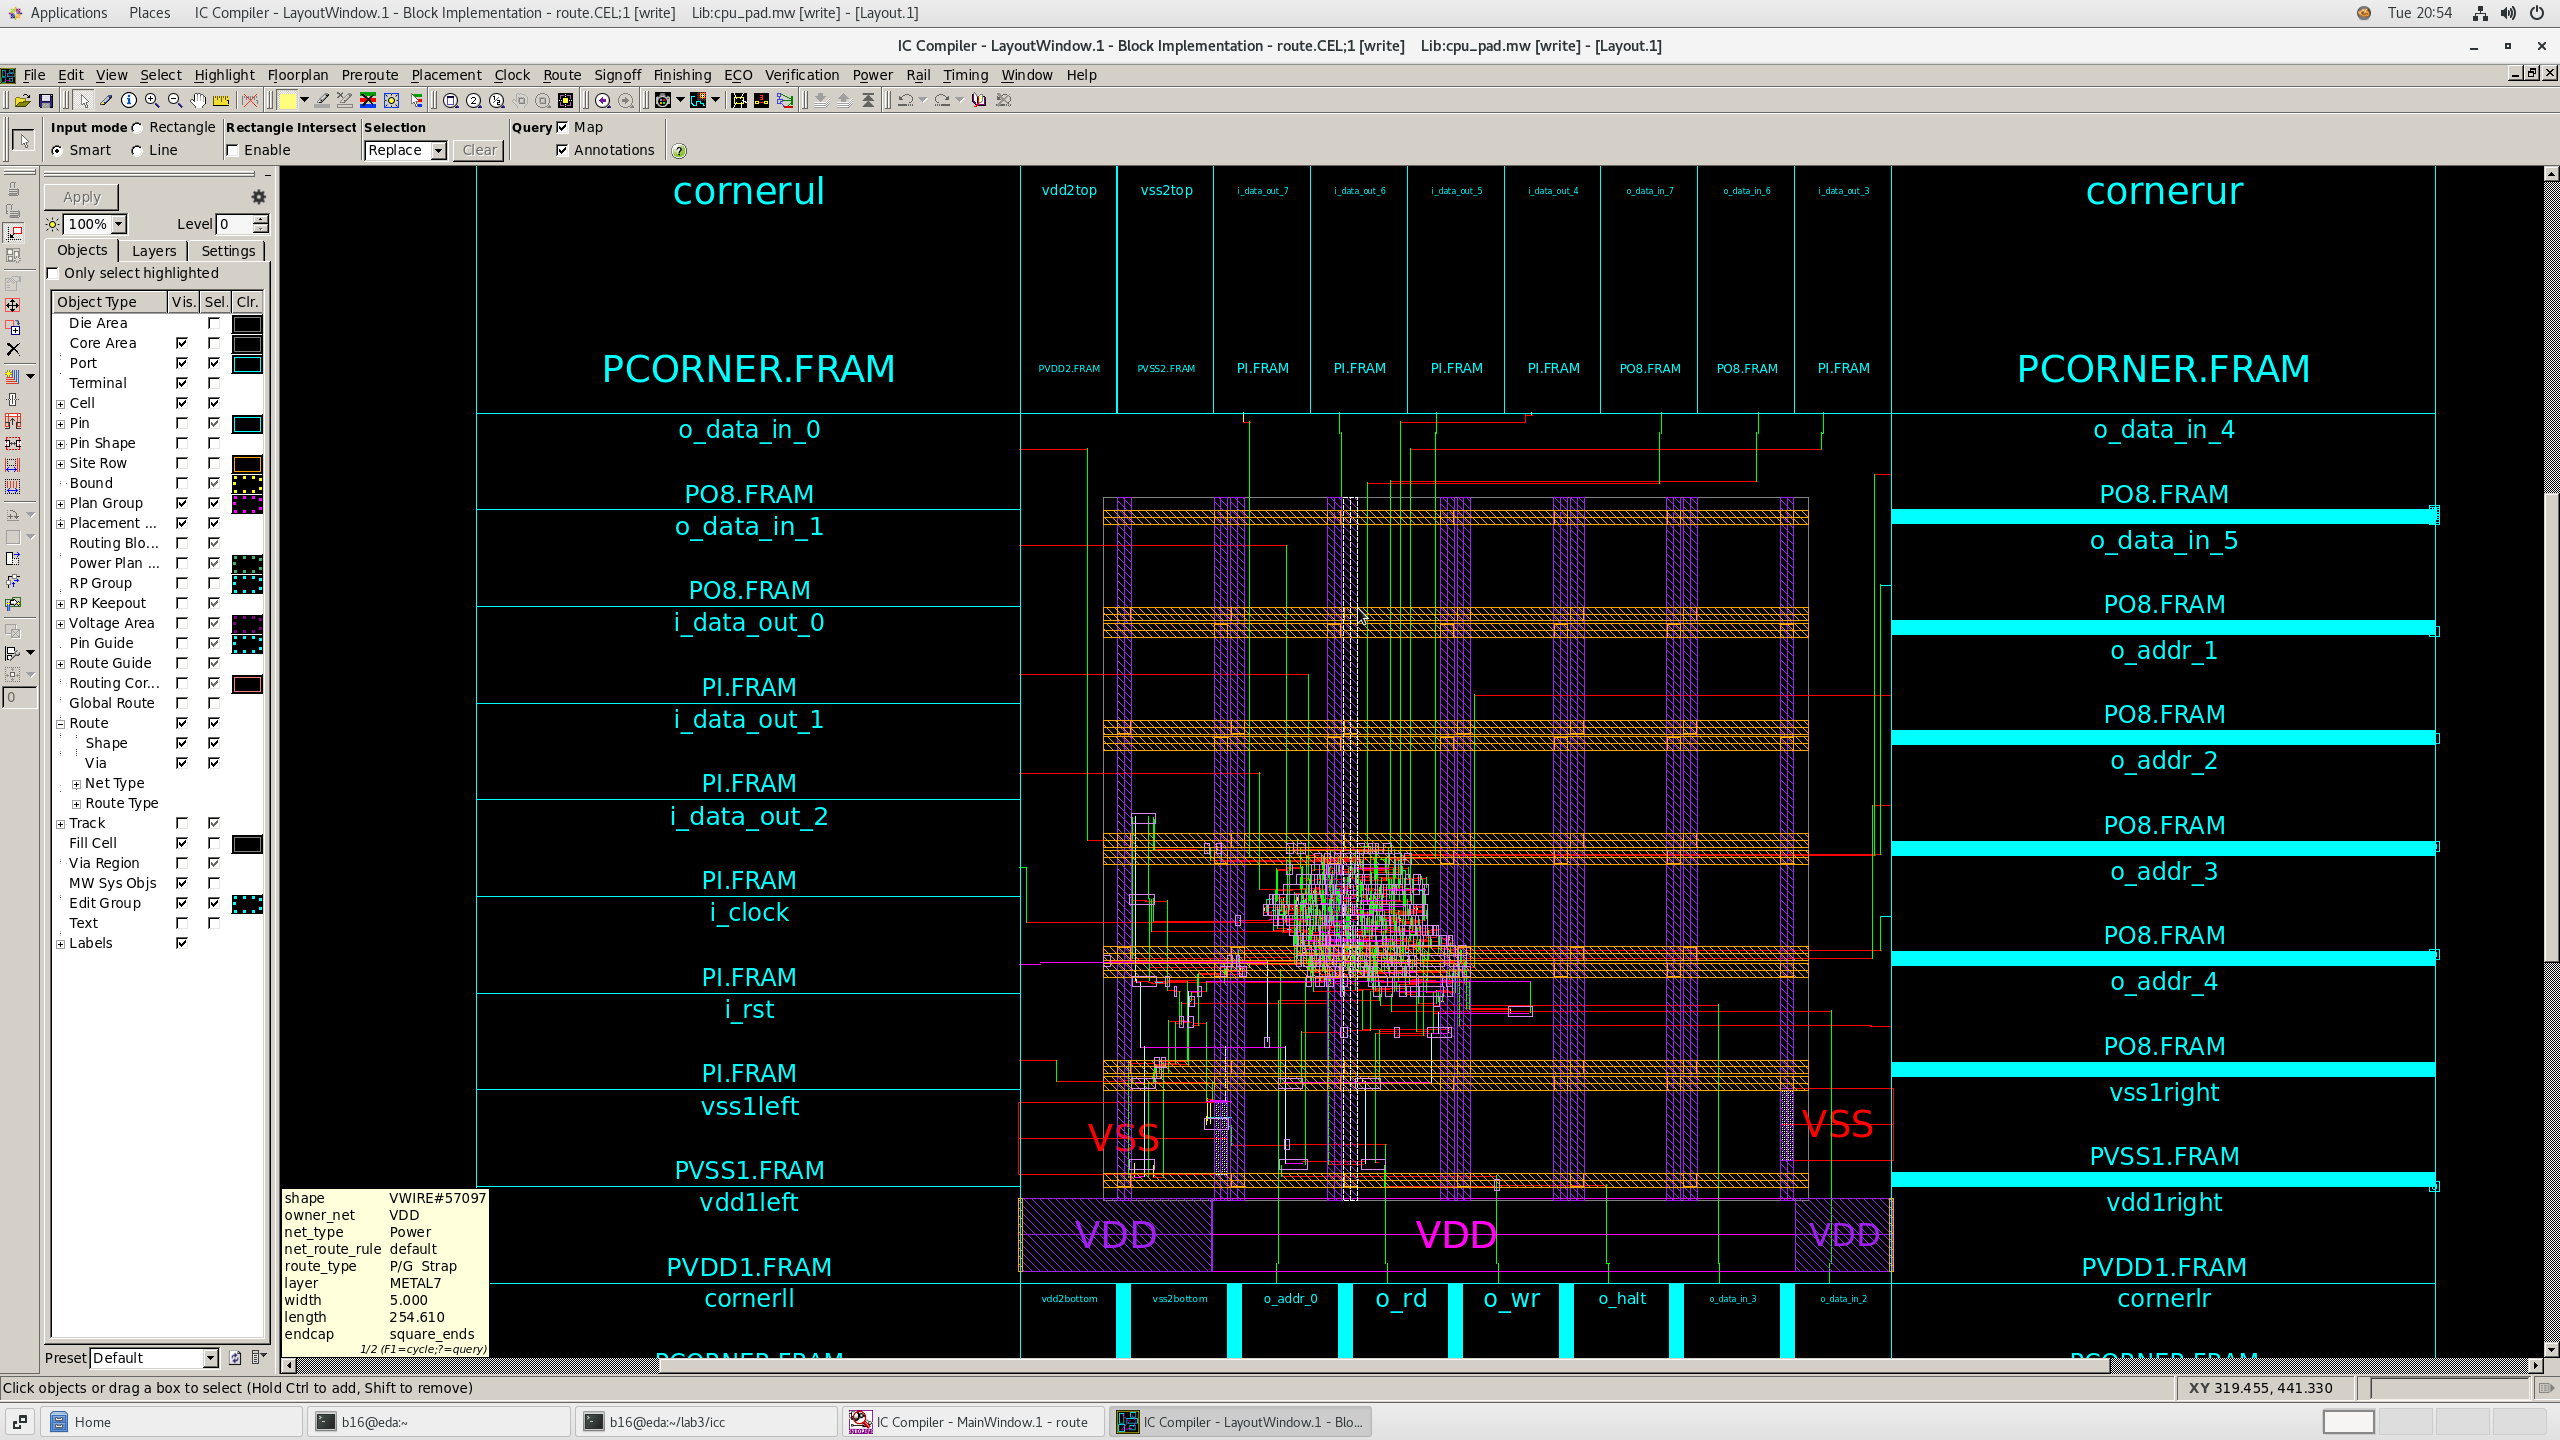 Applications Places IC Compiler - LayoutWindow.1 - Block Implementation - route.CEL;1 [write] Lib:cpu_pad.mw [write] - [Layout.1] Tue 20:54
IC Compiler - LayoutWindow.1 - Block Implementation - route.CEL;1 [write] Lib:cpu_pad.mw [write] - [Layout.1]
File Edit View Select Highlight Floorplan Preroute Placement Clock Route Signoff Finishing ECO Verification Power Rail Timing Window Help
Input mode Rectangle Rectangle Intersect Selection Query Map
Smart Line Enable Replace Clear Annotations
Apply
100% Level 0
Objects Layers Settings
Only select highlighted
Object Type Vis. Sel. Clr.
Die Area
Core Area
Port
Terminal
Cell
Pin
Pin Shape
Site Row
Bound
Plan Group
Placement ...
Routing Blo...
Power Plan ...
RP Group
RP Keepout
Voltage Area
Pin Guide
Route Guide
Routing Cor...
Global Route
Route
Shape
Via
Net Type
Route Type
Track
Fill Cell
Via Region
MW Sys Objs
Edit Group
Text
Labels
0
Preset Default
cornerul vdd2top vss2top i_data_out_7 i_data_out_6 i_data_out_5 i_data_out_4 o_data_in_7 o_data_in_6 i_data_out_3 cornerur
PCORNER.FRAM PVDD2.FRAM PVSS2.FRAM PI.FRAM PI.FRAM PI.FRAM PI.FRAM PO8.FRAM PO8.FRAM PI.FRAM PCORNER.FRAM
o_data_in_0
PO8.FRAM
o_data_in_1
PO8.FRAM
i_data_out_0
PI.FRAM
i_data_out_1
PI.FRAM
i_data_out_2
PI.FRAM
i_clock
PI.FRAM
i_rst
PI.FRAM
vss1left
PVSS1.FRAM
vdd1left
PVDD1.FRAM
cornerll
PCORNER.FRAM
o_data_in_4
PO8.FRAM
o_data_in_5
PO8.FRAM
o_addr_1
PO8.FRAM
o_addr_2
PO8.FRAM
o_addr_3
PO8.FRAM
o_addr_4
PO8.FRAM
vss1right
PVSS1.FRAM
vdd1right
PVDD1.FRAM
cornerlr
PCORNER.FRAM
VSS VSS
VDD VDD VDD
vdd2bottom vss2bottom o_addr_0 o_rd o_wr o_halt o_data_in_3 o_data_in_2
shape VWIRE#57097
owner_net VDD
net_type Power
net_route_rule default
route_type P/G Strap
layer METAL7
width 5.000
length 254.610
endcap square_ends
1/2 (F1=cycle;?=query)
Click objects or drag a box to select (Hold Ctrl to add, Shift to remove) XY 319.455, 441.330
Home b16@eda:~ b16@eda:~/lab3/icc IC Compiler - MainWindow.1 - route IC Compiler - LayoutWindow.1 - Blo...